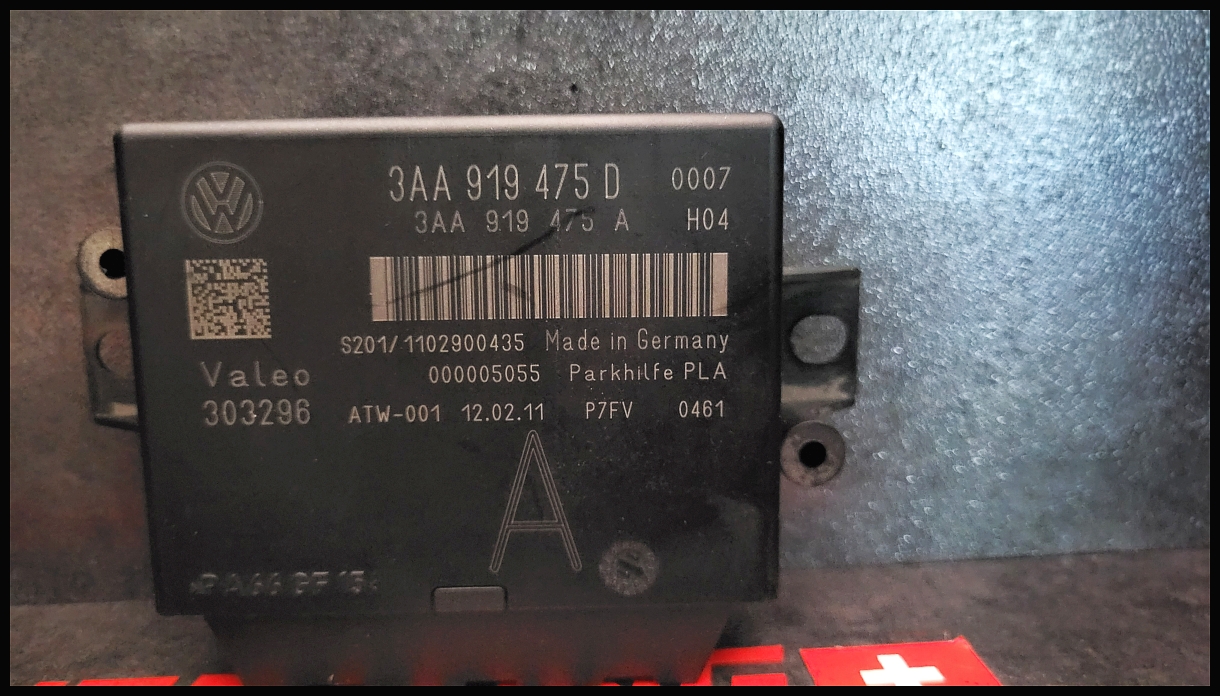 3AA 919 475 D 0007
3AA 919 475 A H04
S201/1102900435 Made in Germany
Valeo 000005055 Parkhilfe PLA
303296 ATW-001 12.02.11 P7FV 0461
A